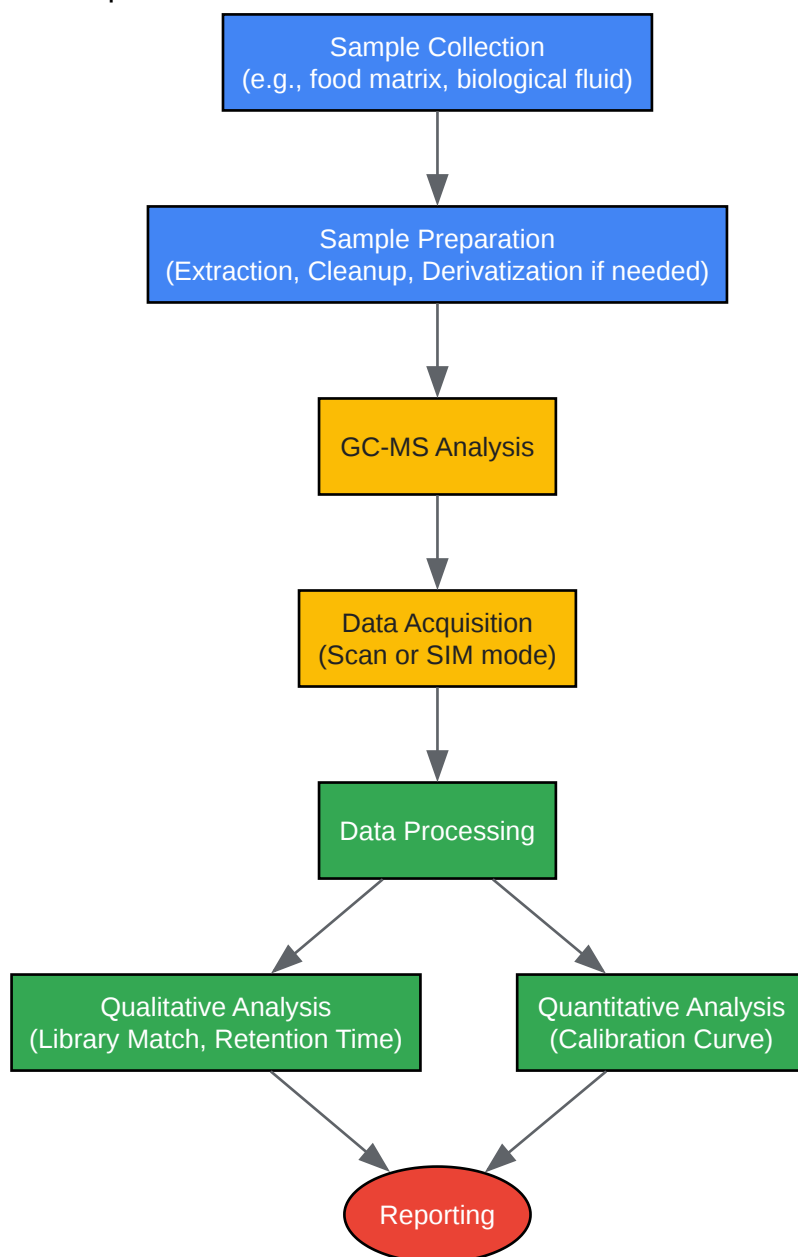 Sample Collection
(e.g., food matrix, biological fluid)
Sample Preparation
(Extraction, Cleanup, Derivatization if needed)
GC-MS Analysis
Data Acquisition
(Scan or SIM mode)
Data Processing
Qualitative Analysis
(Library Match, Retention Time)
Quantitative Analysis
(Calibration Curve)
Reporting